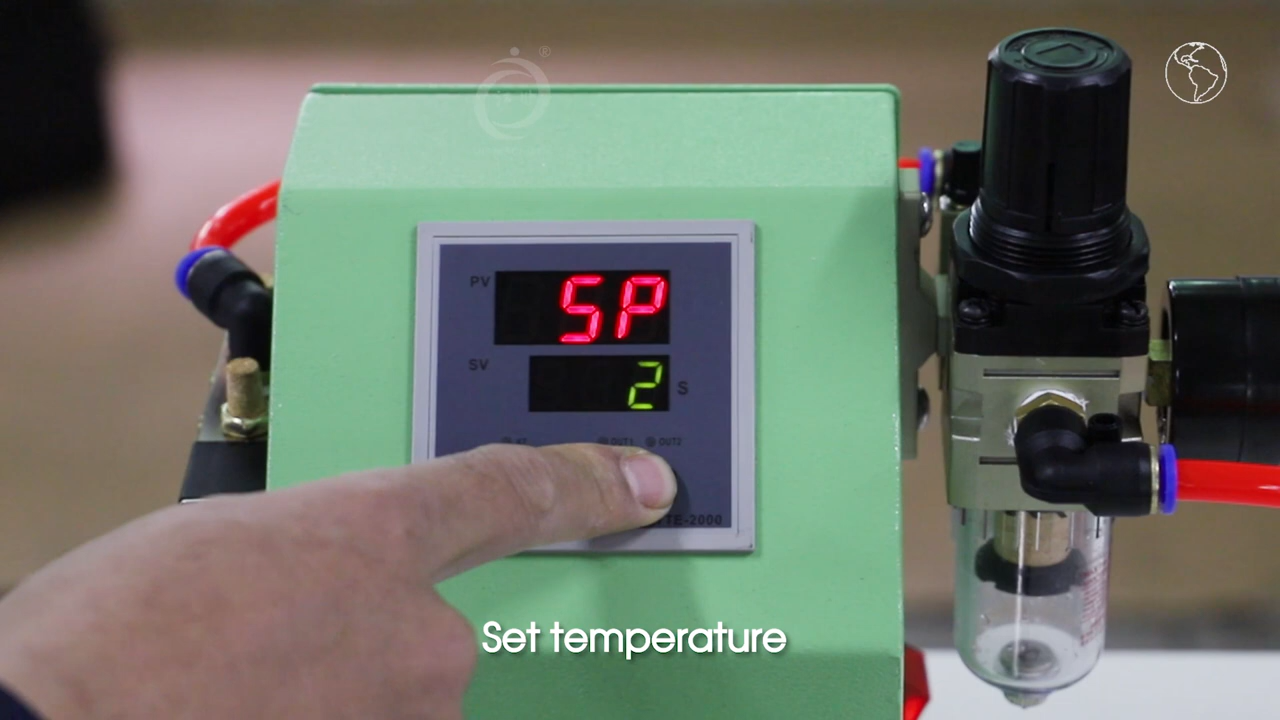 ®
PV
SP
SV
2 S
OUT1 OUT2
TE-2000
Set temperature